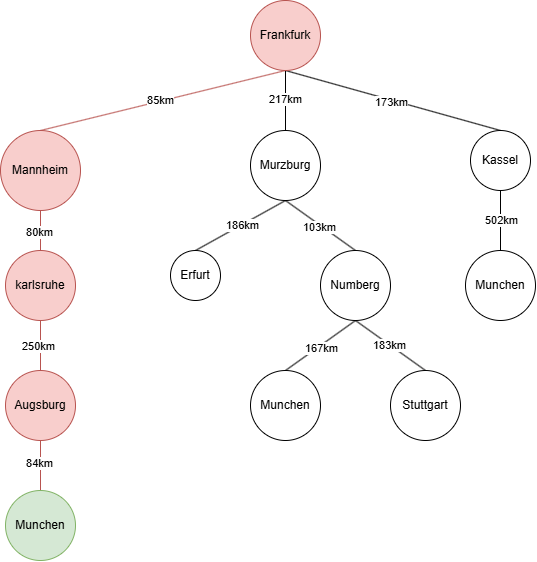 Frankfurk
85km
217km
173km
Mannheim
Murzburg
Kassel
80km
186km
103km
502km
karlsruhe
Erfurt
Numberg
Munchen
250km
167km
183km
Augsburg
Munchen
Stuttgart
84km
Munchen